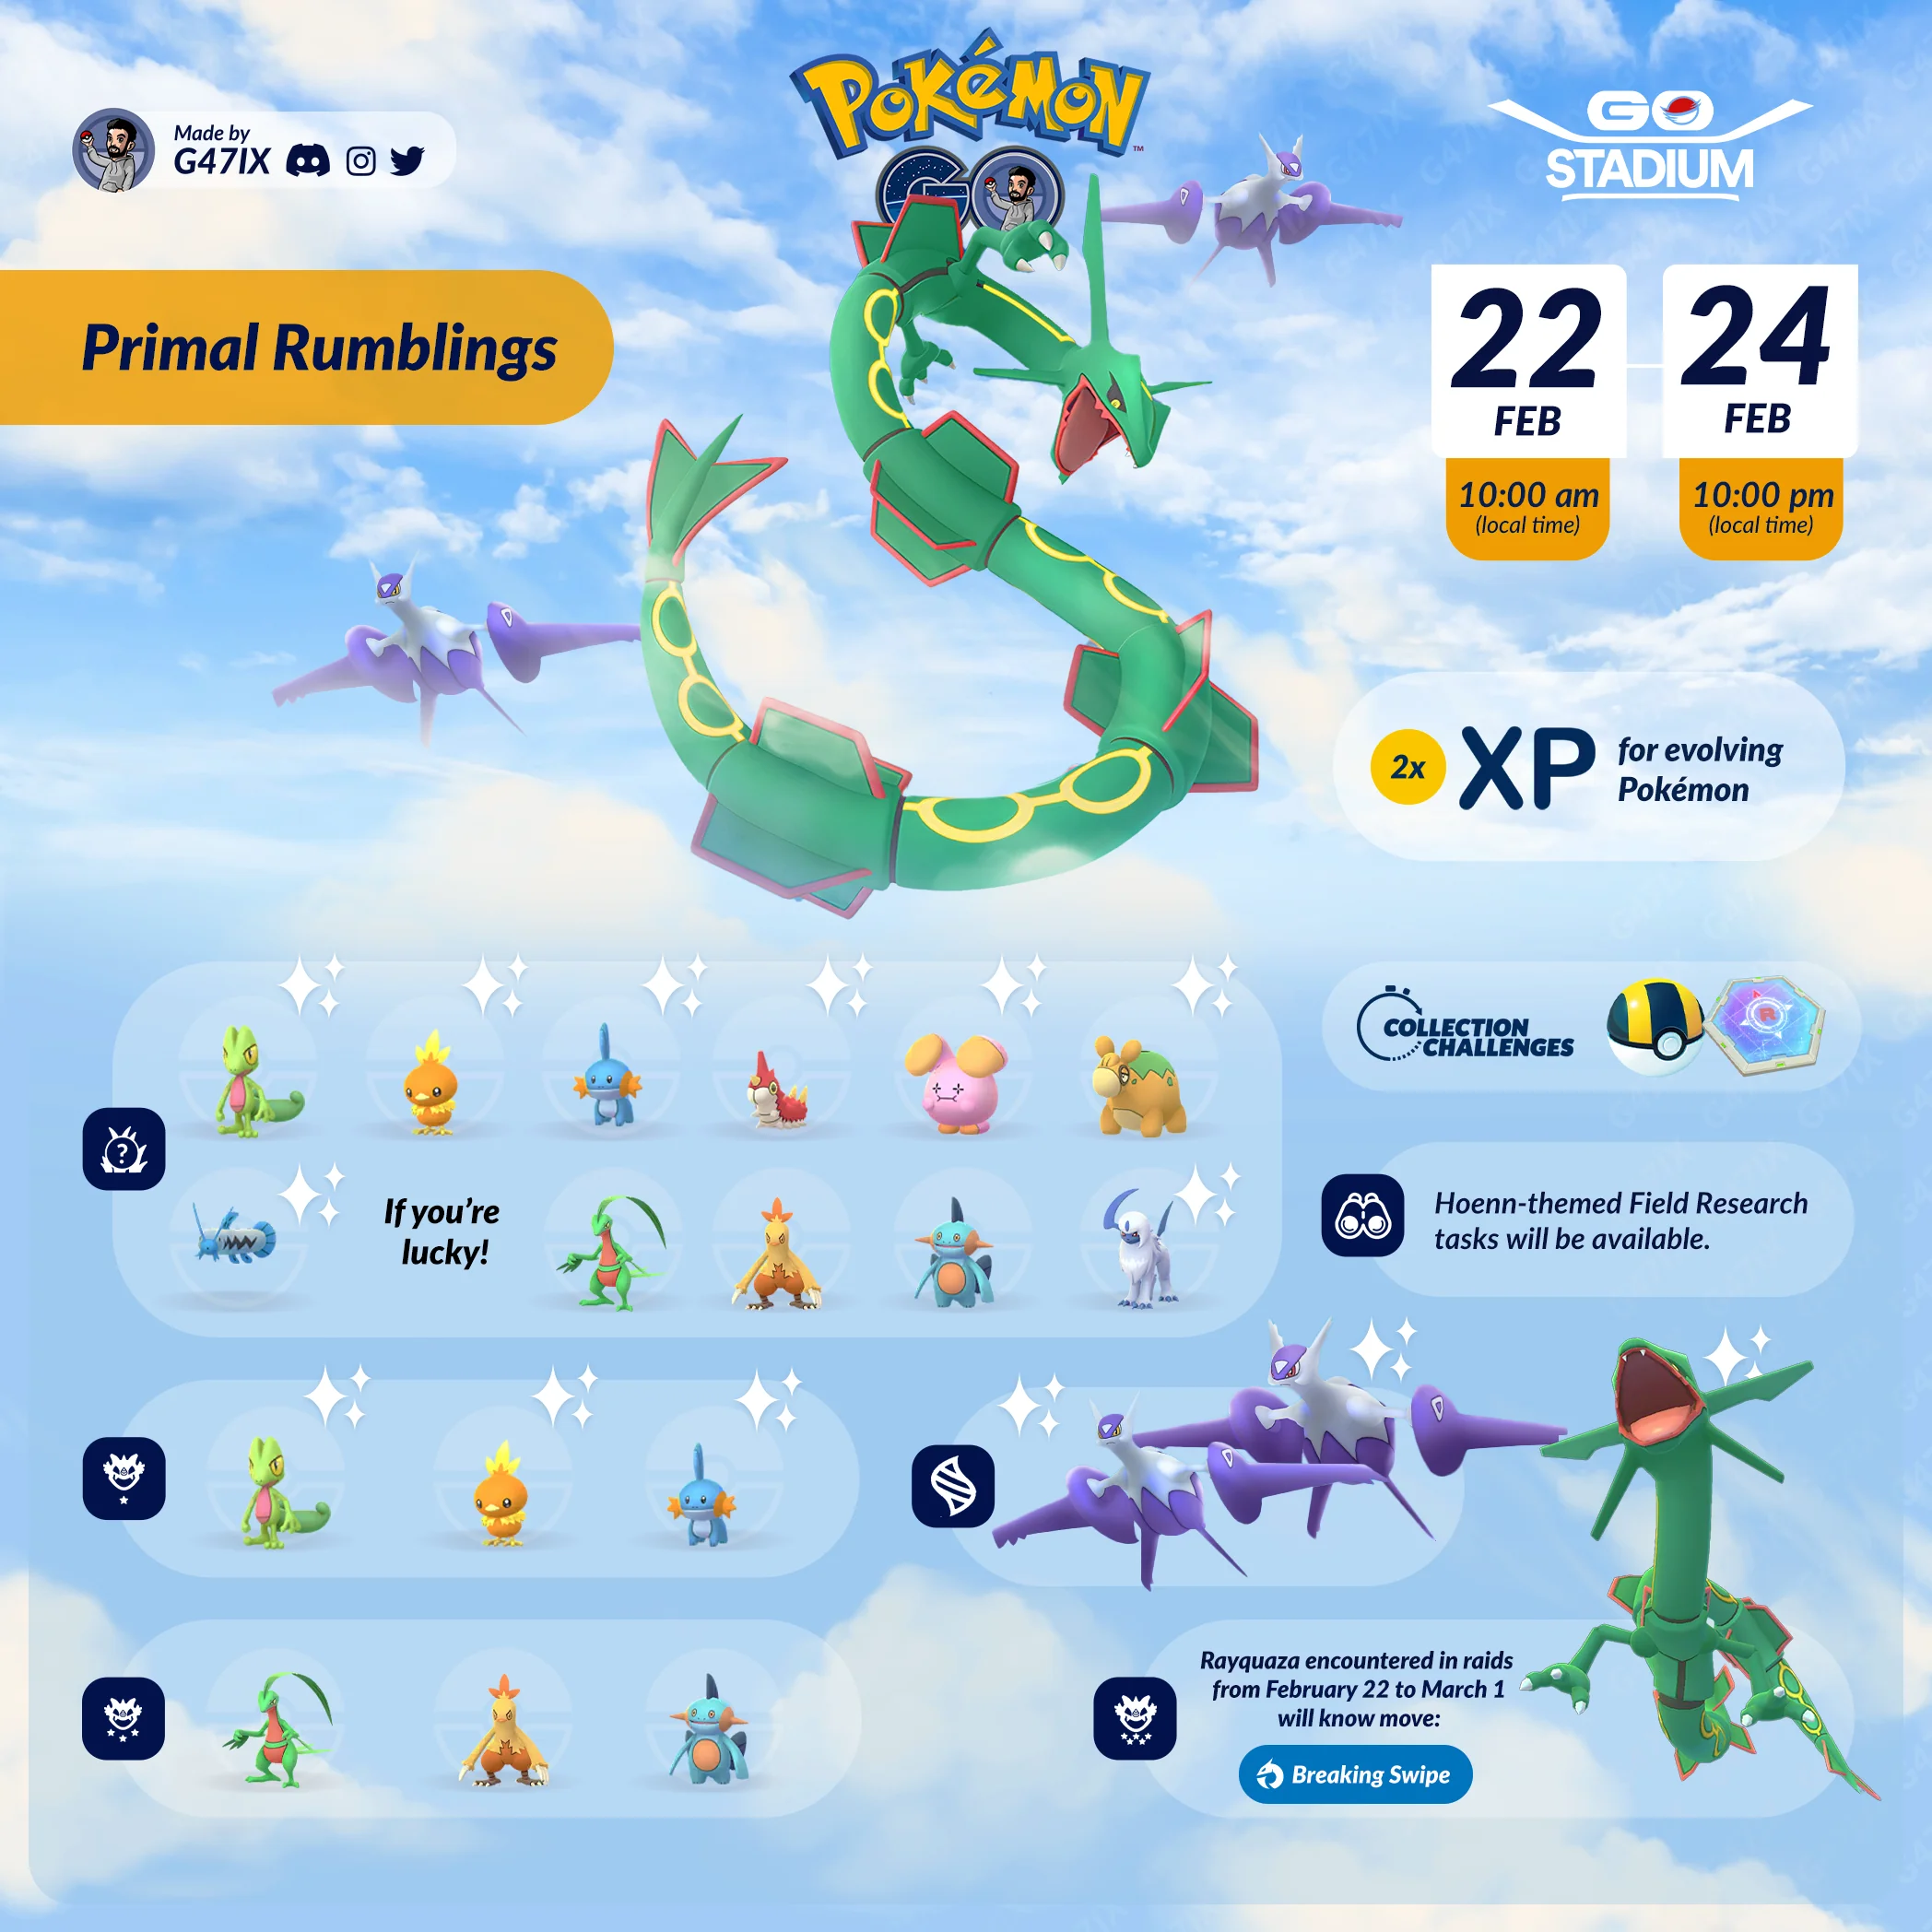 Made by
G47IX
POKÉMON
™
GO
GO
STADIUM
Primal Rumblings
22
FEB
10:00 am
(local time)
24
FEB
10:00 pm
(local time)
2x XP for evolving
Pokémon
COLLECTION
CHALLENGES
R
?
If you're
lucky!
Hoenn-themed Field Research
tasks will be available.
Rayquaza encountered in raids
from February 22 to March 1
will know move:
Breaking Swipe